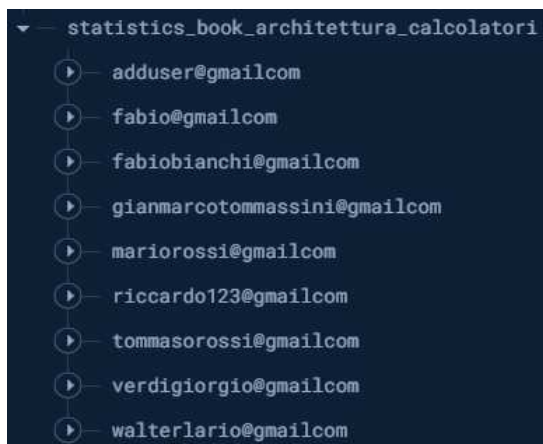 statistics_book_architettura_calcolatori
adduser@gmailcom
fabio@gmailcom
fabiobianchi@gmailcom
gianmarcotommassini@gmailcom
mariorossi@gmailcom
riccardo123@gmailcom
tommasorossi@gmailcom
verdigiorgio@gmailcom
walterlario@gmailcom